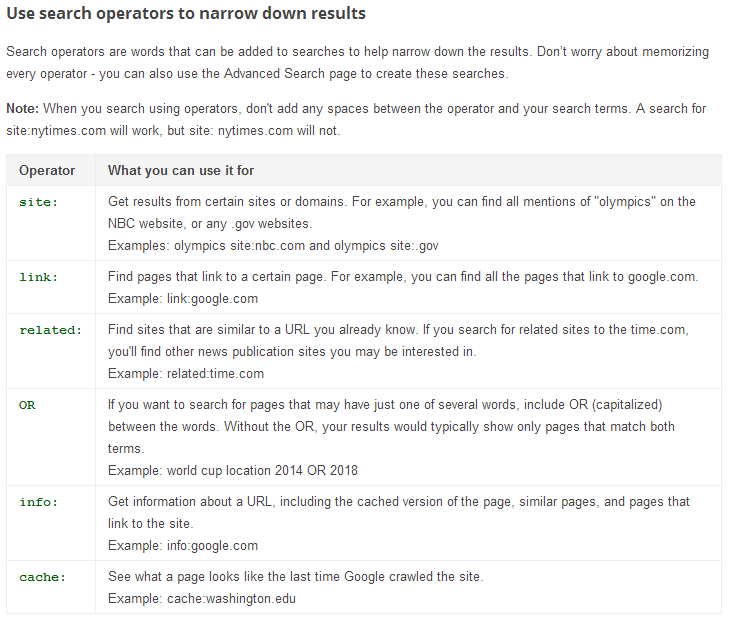 Use search operators to narrow down results
Search operators are words that can be added to searches to help narrow down the results. Don't worry about memorizing
every operator - you can also use the Advanced Search page to create these searches.
Note: When you search using operators, don't add any spaces between the operator and your search terms. A search for
site:nytimes.com will work, but site: nytimes.com will not.
Operator What you can use it for
site: Get results from certain sites or domains. For example, you can find all mentions of "olympics" on the
NBC website, or any .gov websites.
Examples: olympics site:nbc.com and olympics site:.gov
link: Find pages that link to a certain page. For example, you can find all the pages that link to google.com.
Example: link:google.com
related: Find sites that are similar to a URL you already know. If you search for related sites to the time.com,
you'll find other news publication sites you may be interested in.
Example: related:time.com
OR If you want to search for pages that may have just one of several words, include OR (capitalized)
between the words. Without the OR, your results would typically show only pages that match both
terms.
Example: world cup location 2014 OR 2018
info: Get information about a URL, including the cached version of the page, similar pages, and pages that
link to the site.
Example: info:google.com
cache: See what a page looks like the last time Google crawled the site.
Example: cache:washington.edu